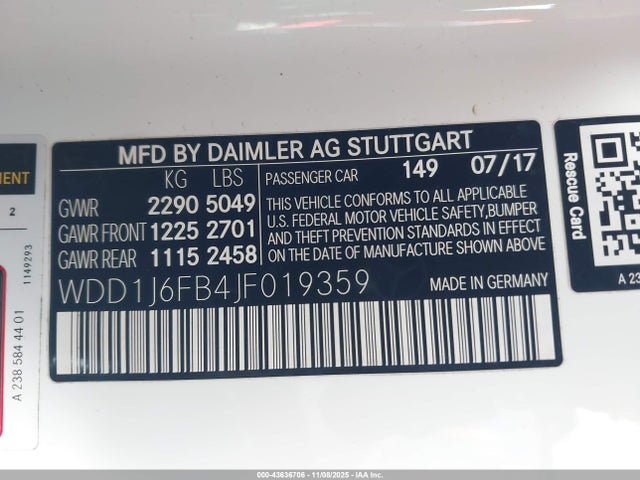 MFD BY DAIMLER AG STUTTGART
KG LBS
GVWR 2290 5049
GAWR FRONT 1225 2701
GAWR REAR 1115 2458
PASSENGER CAR 149 07/17
THIS VEHICLE CONFORMS TO ALL APPLICABLE
U.S. FEDERAL MOTOR VEHICLE SAFETY,BUMPER
AND THEFT PREVENTION STANDARDS IN EFFECT
ON THE DATE OF MANUFACTURE SHOWN ABOVE.
WDD1J6FB4JF019359
MADE IN GERMANY
2
1149293
A 238 584 44 01
Rescue Card
A 23
000-43636706 - 11/08/2025 - IAA, Inc.